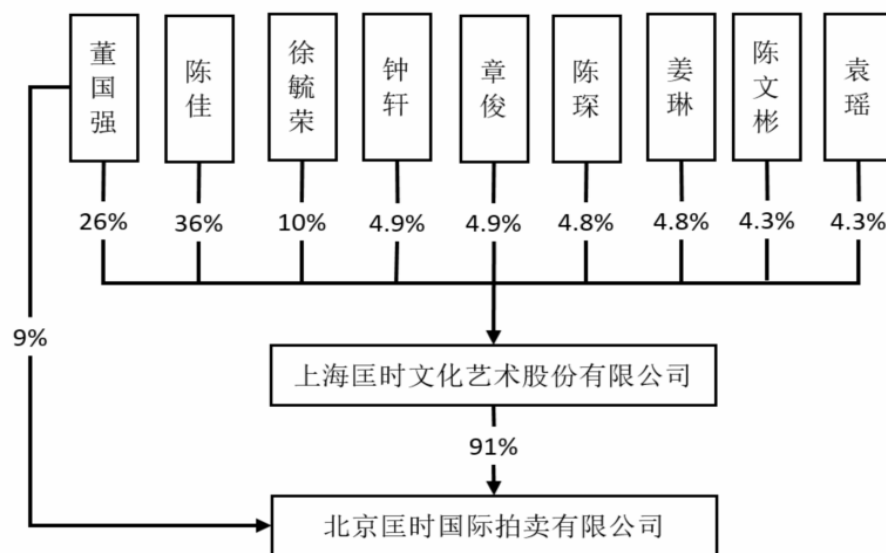 董国强
陈佳
徐毓荣
钟轩
章俊
陈琛
姜琳
陈文彬
袁瑶
26%
36%
10%
4.9%
4.9%
4.8%
4.8%
4.3%
4.3%
9%
上海匡时文化艺术股份有限公司
91%
北京匡时国际拍卖有限公司